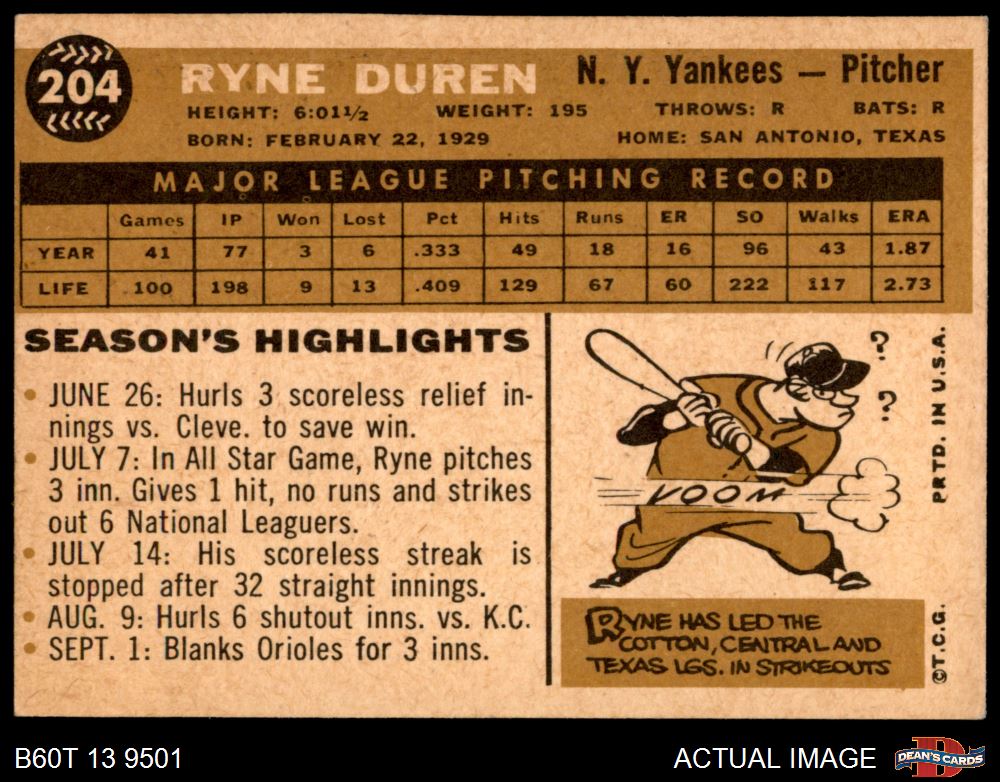 204
RYNE DUREN
N. Y. Yankees — Pitcher
HEIGHT: 6:01½ WEIGHT: 195 THROWS: R BATS: R
BORN: FEBRUARY 22, 1929 HOME: SAN ANTONIO, TEXAS
MAJOR LEAGUE PITCHING RECORD
Games IP Won Lost Pct Hits Runs ER SO Walks ERA
YEAR 41 77 3 6 .333 49 18 16 96 43 1.87
LIFE 100 198 9 13 .409 129 67 60 222 117 2.73
SEASON'S HIGHLIGHTS
• JUNE 26: Hurls 3 scoreless relief in-
nings vs. Cleve. to save win.
• JULY 7: In All Star Game, Ryne pitches
3 inn. Gives 1 hit, no runs and strikes
out 6 National Leaguers.
• JULY 14: His scoreless streak is
stopped after 32 straight innings.
• AUG. 9: Hurls 6 shutout inns. vs. K.C.
• SEPT. 1: Blanks Orioles for 3 inns.
? 
?
VOOM
RYNE HAS LED THE
COTTON, CENTRAL AND
TEXAS LGS. IN STRIKEOUTS
©T.C.G. PRTD. IN U.S.A.
B60T 13 9501
ACTUAL IMAGE
D
DEAN'S CARDS